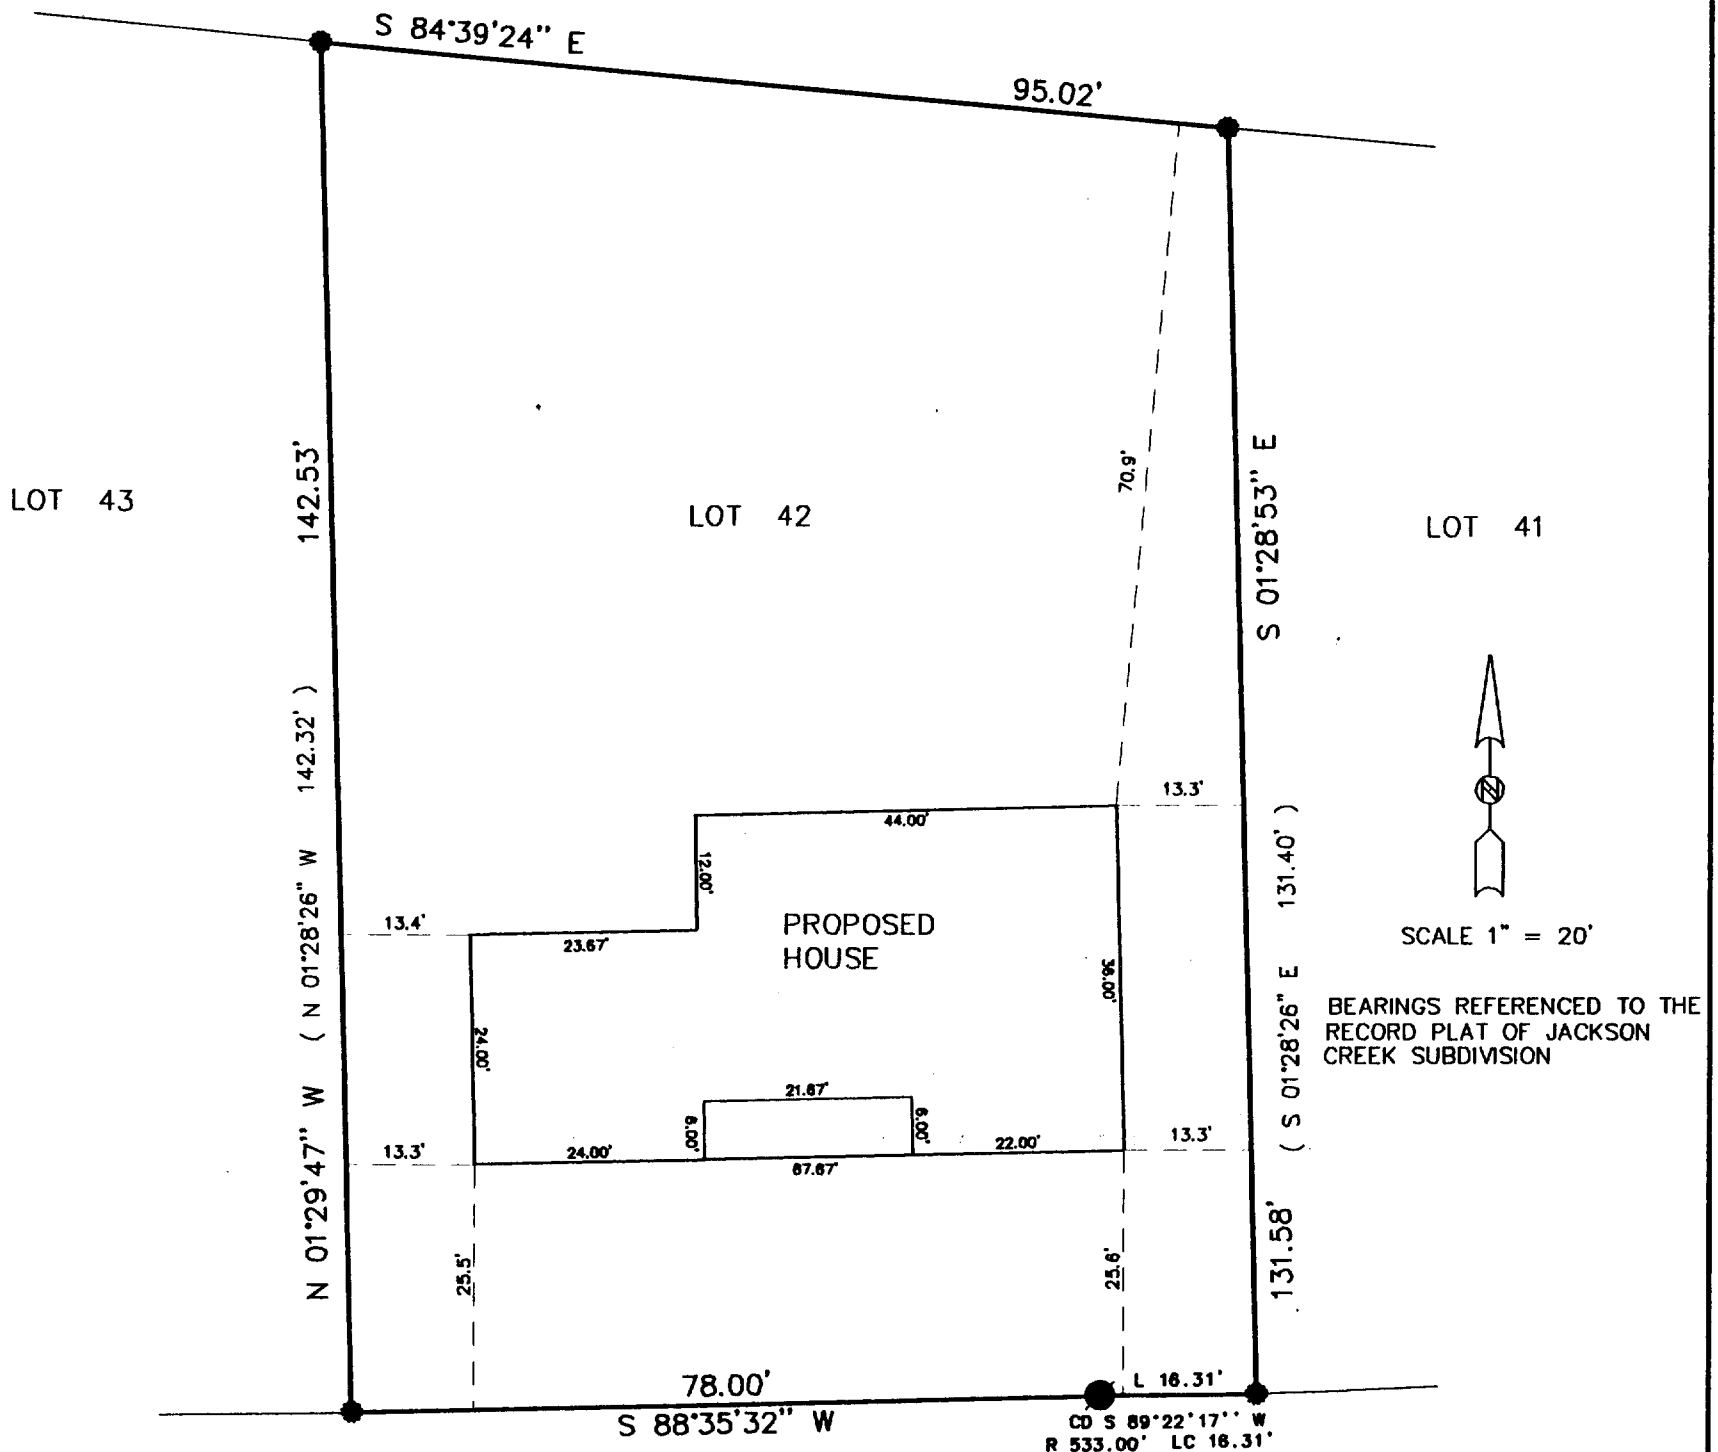 S 84°39'24" E
95.02'
142.53'
LOT 43
LOT 42
70.9'
S 01°28'53" E
LOT 41
N 01°29'47" W ( N 01°28'26" W 142.32' )
13.3'
44.00'
12.00'
131.40' )
( S 01°28'26" E
N
SCALE 1" = 20'
13.4'
23.67'
PROPOSED
HOUSE
36.00'
BEARINGS REFERENCED TO THE
RECORD PLAT OF JACKSON
CREEK SUBDIVISION
24.00'
21.67'
6.00'
6.00'
13.3'
24.00'
67.67'
22.00'
13.3'
25.5'
25.6'
131.58'
78.00'
S 88°35'32" W
L 16.31'
CD S 89°22'17'' W
R 533.00' LC 16.31'